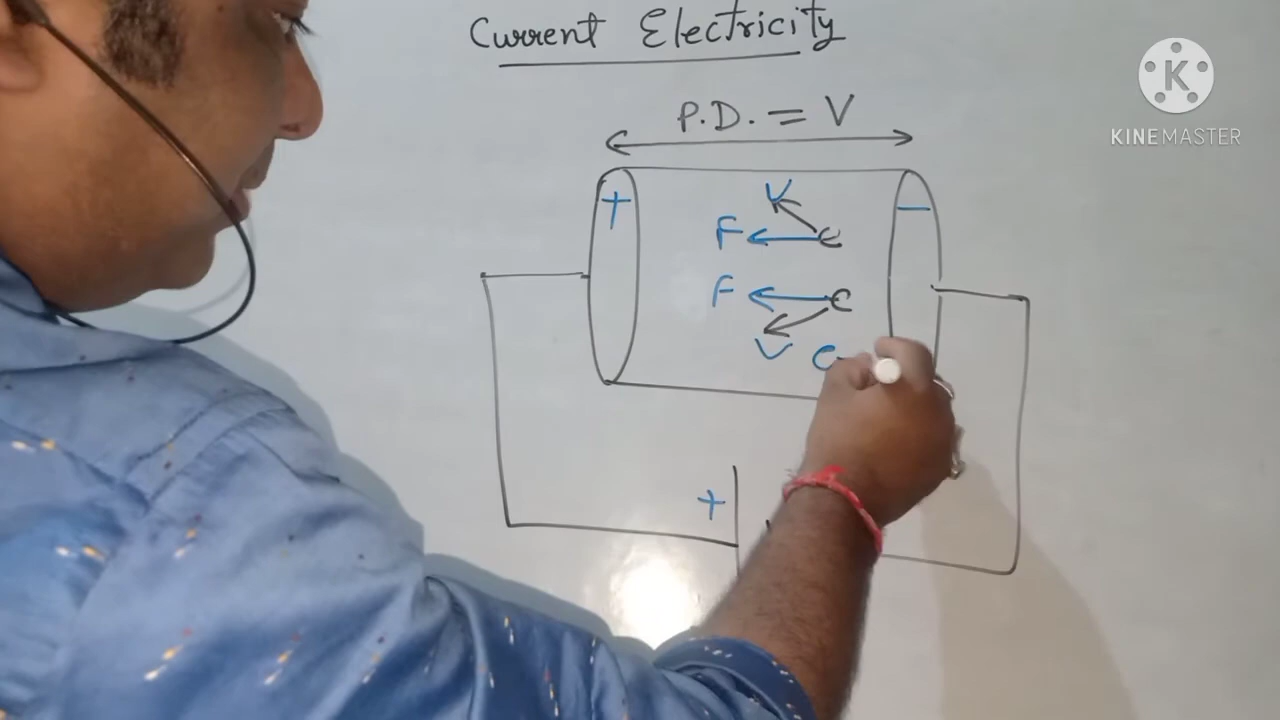 Current Electricity
P.D. = V
K
KINEMASTER
+ −
V
F e
F e
V e
+